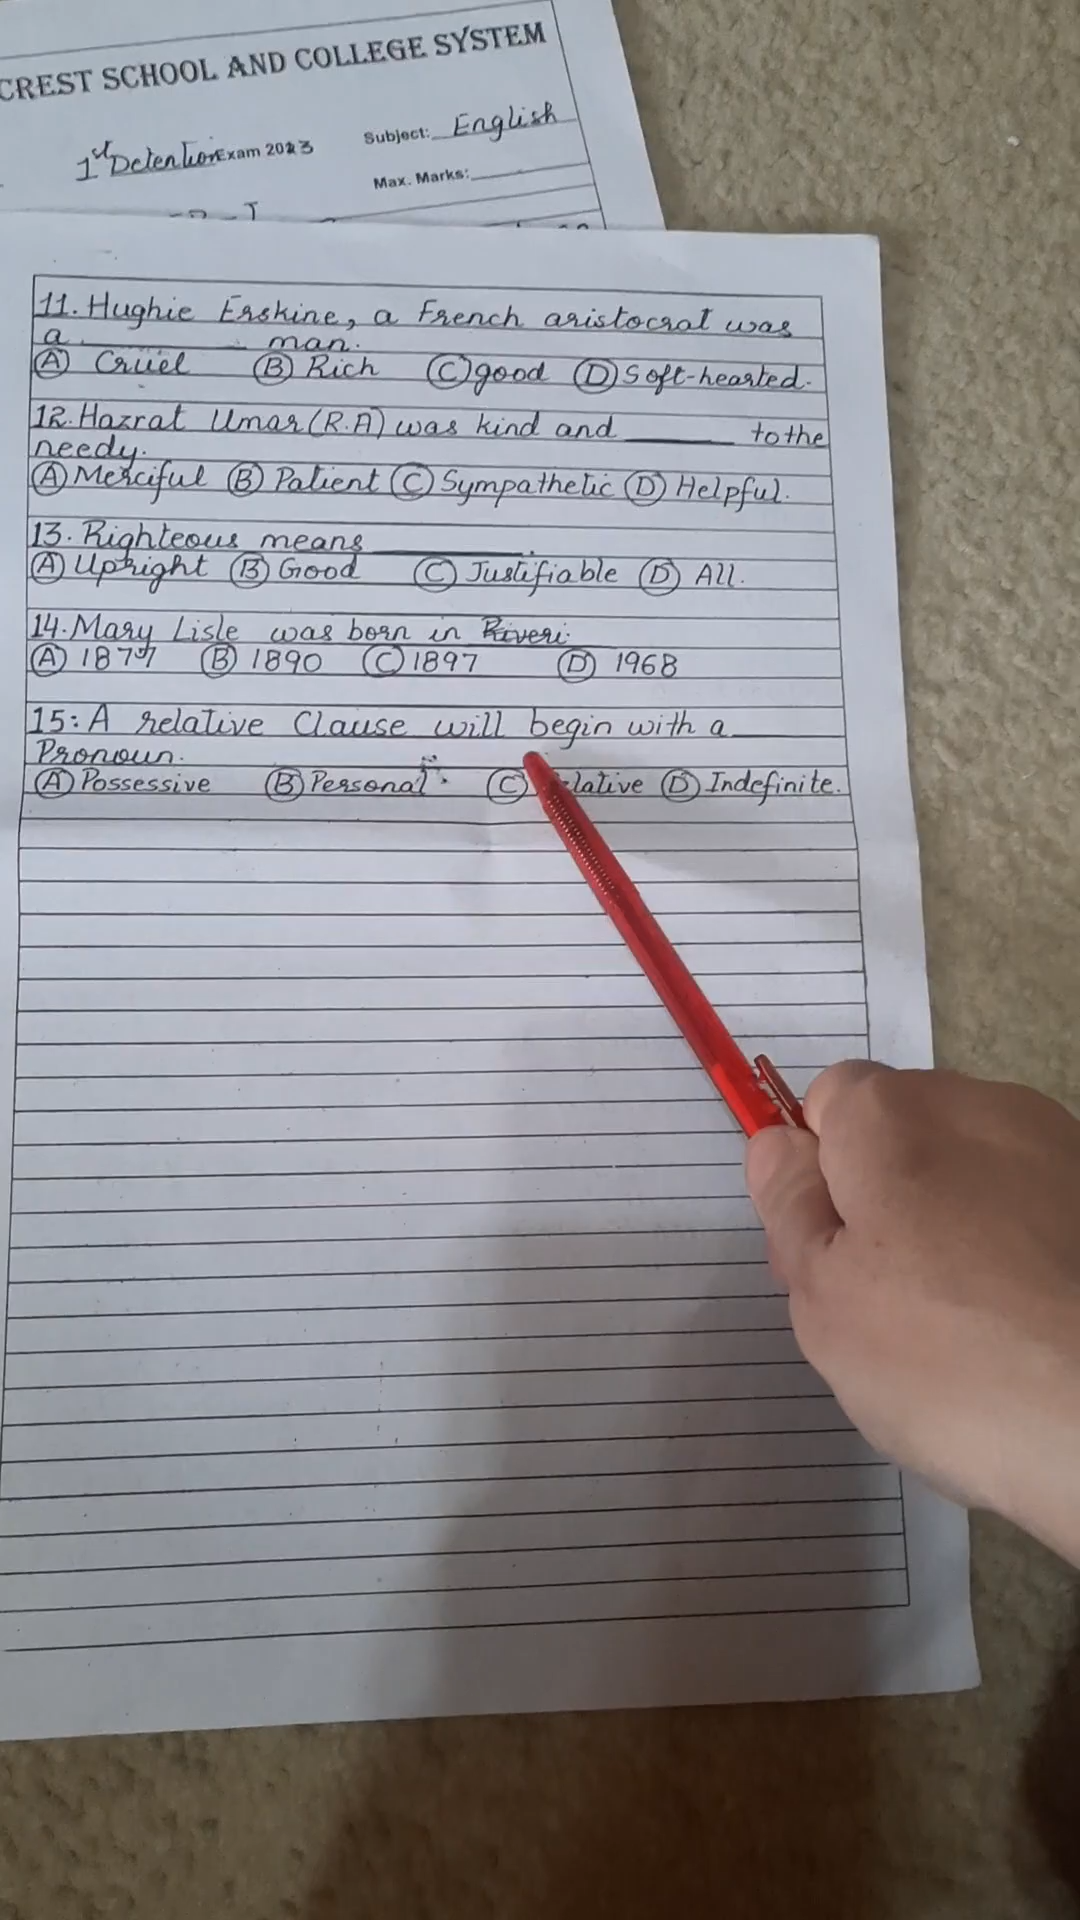 CREST SCHOOL AND COLLEGE SYSTEM
1st Detention Exam 2023 Subject: English
Max. Marks:
11. Hughie Erskine, a French aristocrat was
a ______ man.
(A) Cruel (B) Rich (C) good (D) Soft-hearted.
12. Hazrat Umar (R.A) was kind and ______ to the
needy.
(A) Merciful (B) Patient (C) Sympathetic (D) Helpful.
13. Righteous means ______.
(A) Upright (B) Good (C) Justifiable (D) All.
14. Mary Lisle was born in Riveri.
(A) 1877 (B) 1890 (C) 1897 (D) 1968
15: A relative Clause will begin with a ______
Pronoun.
(A) Possessive (B) Personal (C) lative (D) Indefinite.